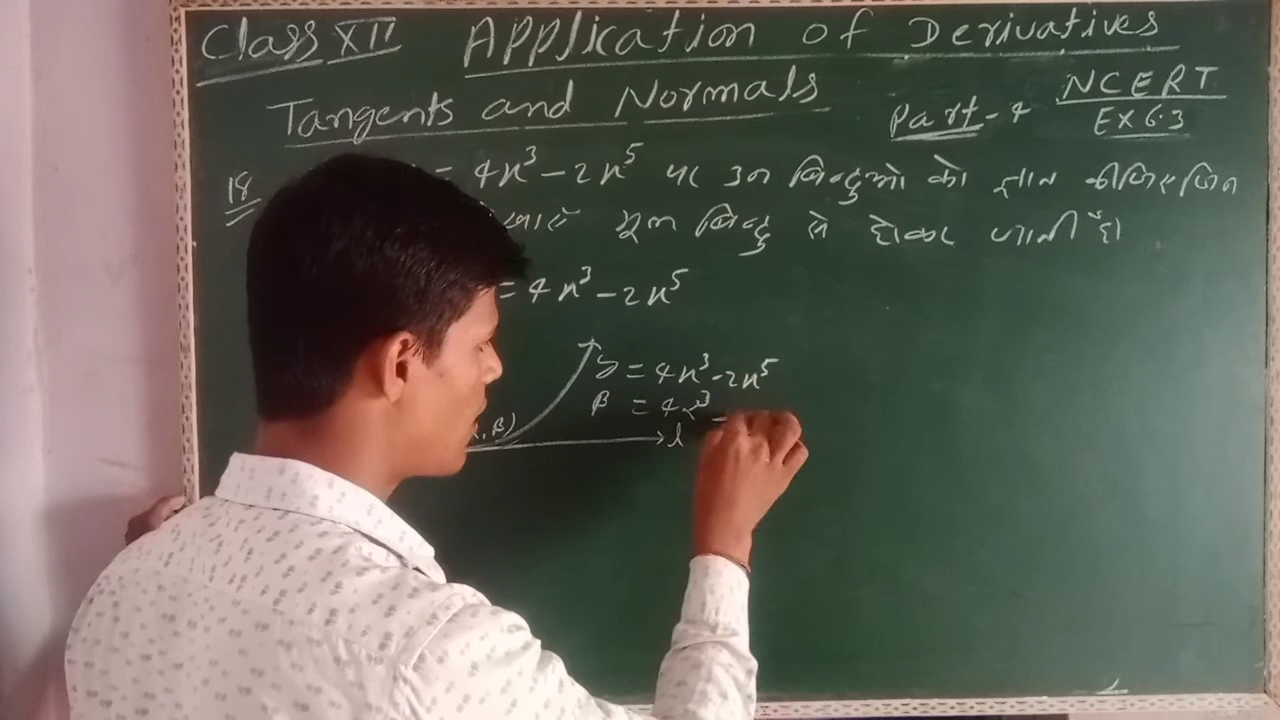 Class XII Application of Derivatives
Tangents and Normals
Part-4
NCERT
EX 6.3
18 = 4x³ - 2x⁵ पर उन बिन्दुओं को ज्ञात कीजिए जिन
मूल बिन्दु से होकर जाती हैं।
= 4x³ - 2x⁵
y = 4x³ - 2x⁵
β = 4α³ -
, β)
l